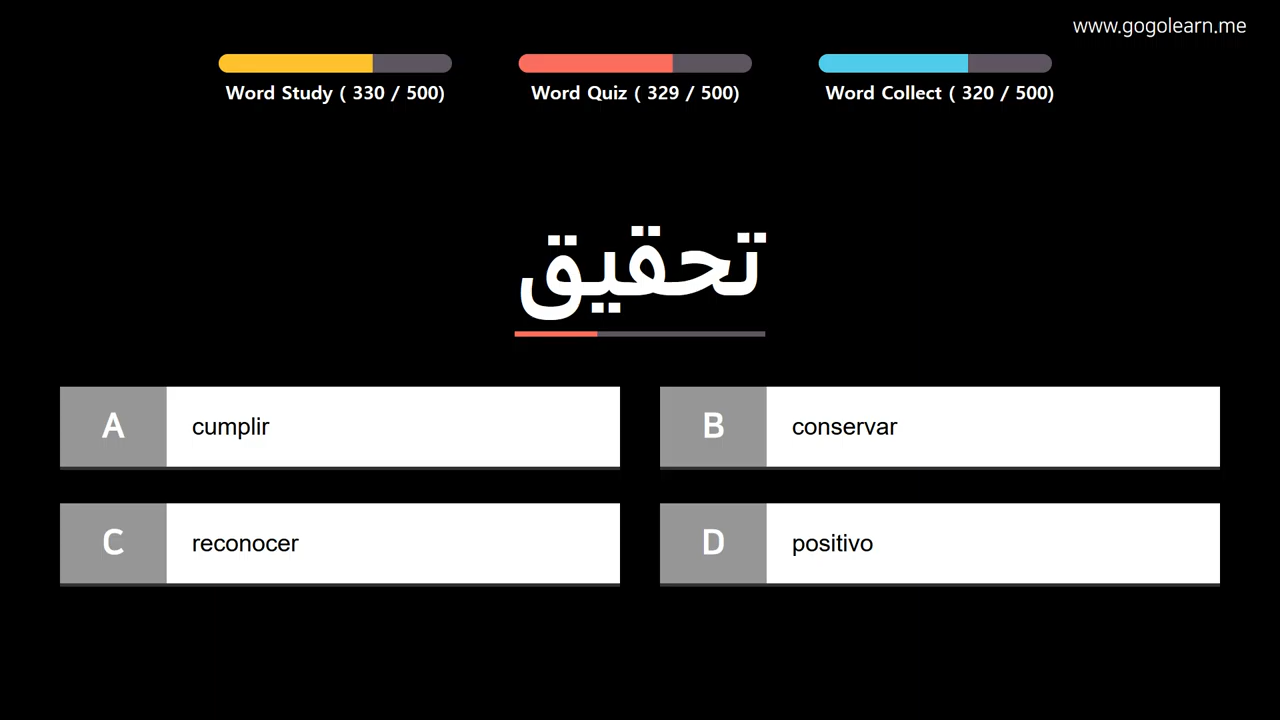 www.gogolearn.me
Word Study ( 330 / 500)
Word Quiz ( 329 / 500)
Word Collect ( 320 / 500)
تحقيق
A cumplir
B conservar
C reconocer
D positivo